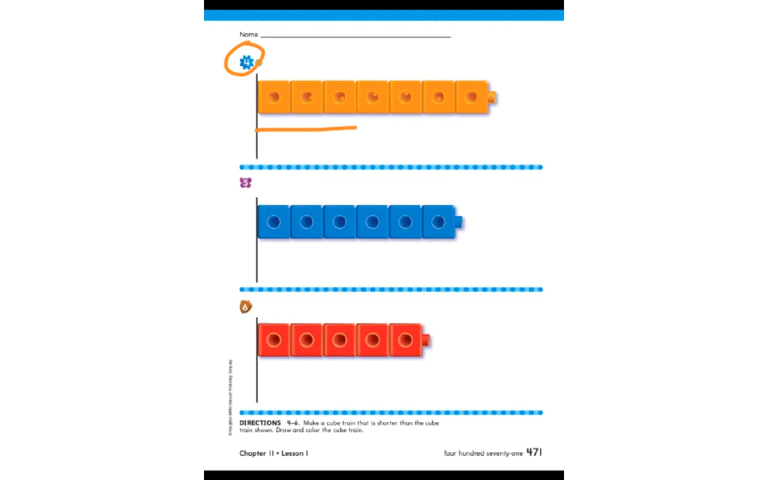 Name
4
5
6
DIRECTIONS 4–6. Make a cube train that is shorter than the cube
train shown. Draw and color the cube train.
Chapter 11 • Lesson 1
four hundred seventy-one 471